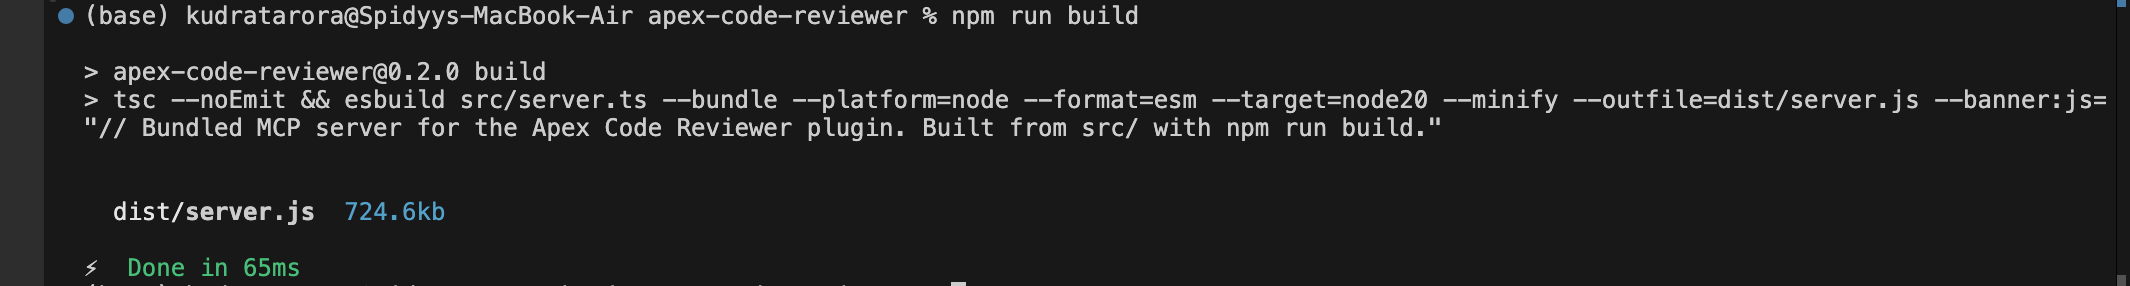 (base) kudratarora@Spidyys-MacBook-Air apex-code-reviewer % npm run build
> apex-code-reviewer@0.2.0 build
> tsc --noEmit && esbuild src/server.ts --bundle --platform=node --format=esm --target=node20 --minify --outfile=dist/server.js --banner:js=
"// Bundled MCP server for the Apex Code Reviewer plugin. Built from src/ with npm run build."
dist/server.js 724.6kb
⚡ Done in 65ms